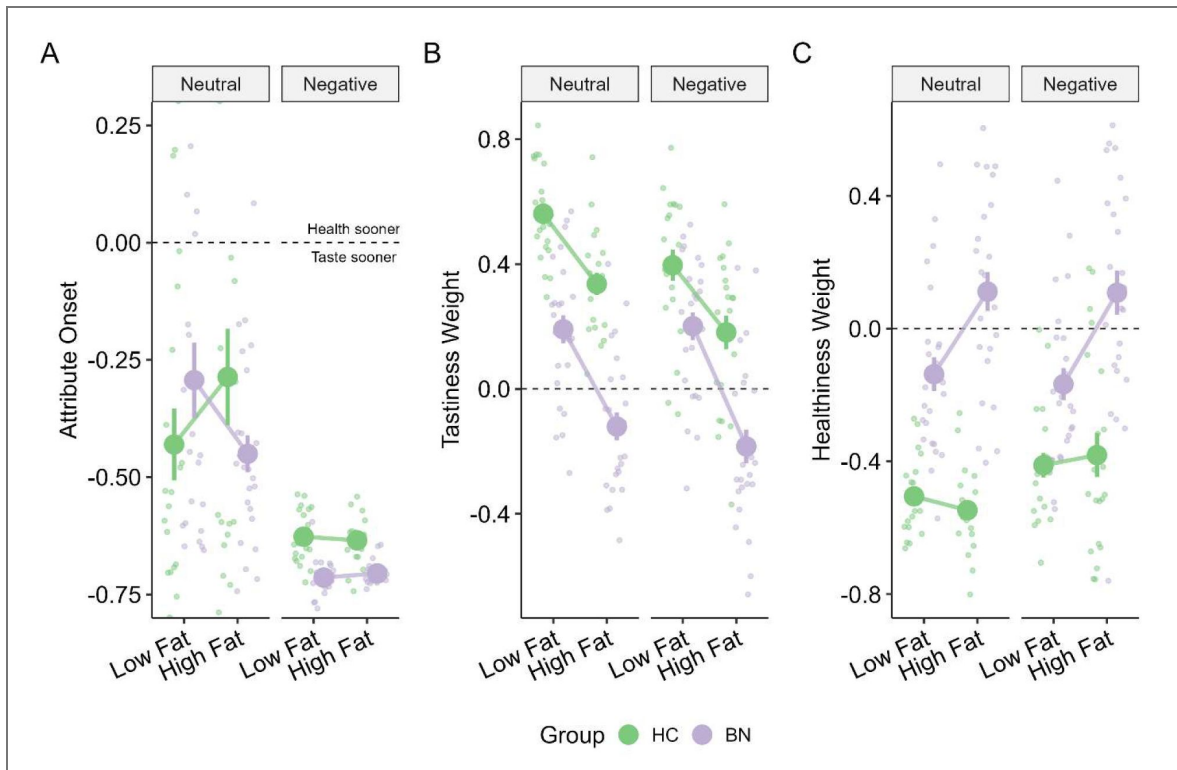 A
Neutral
Negative
Attribute Onset
0.25
0.00
-0.25
-0.50
-0.75
Health sooner
Taste sooner
Low Fat
High Fat
Low Fat
High Fat
B
Neutral
Negative
Tastiness Weight
0.8
0.4
0.0
-0.4
Low Fat
High Fat
Low Fat
High Fat
C
Neutral
Negative
Healthiness Weight
0.4
0.0
-0.4
-0.8
Low Fat
High Fat
Low Fat
High Fat
Group HC BN